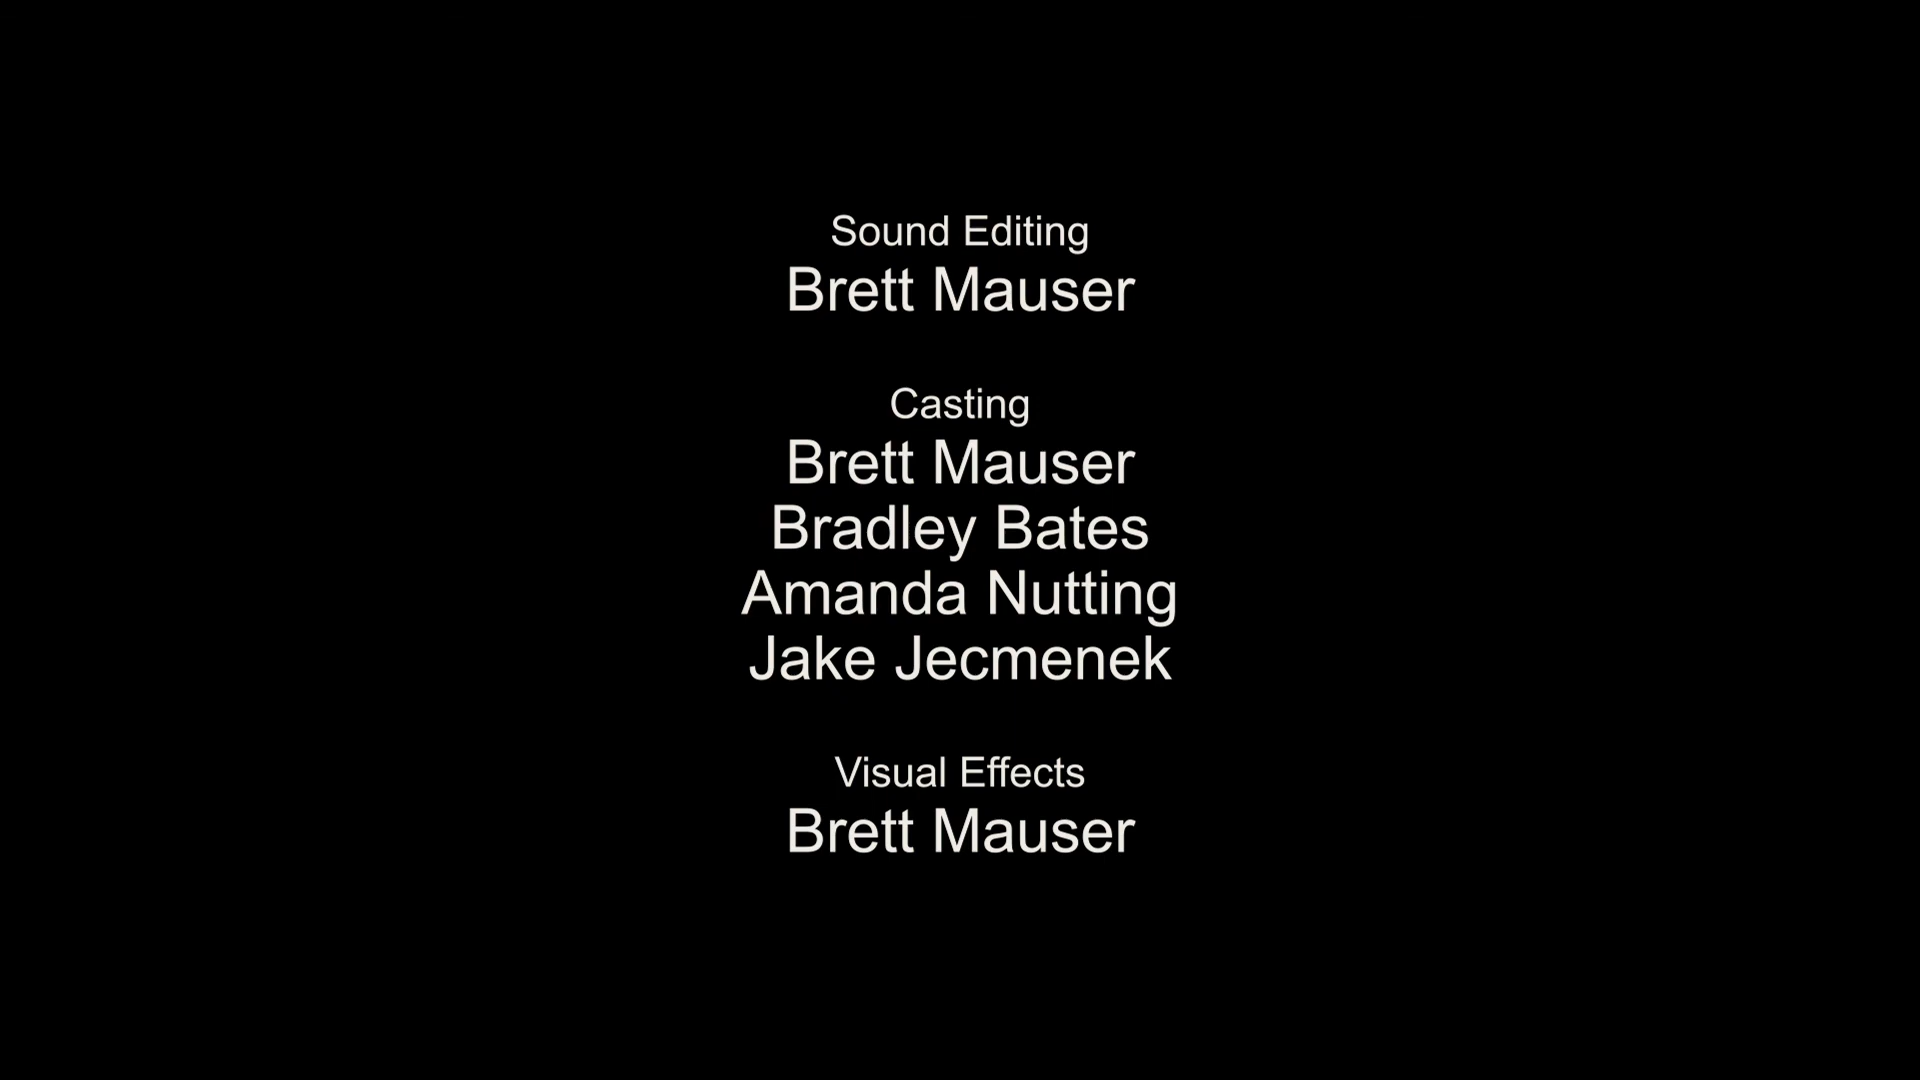 Sound Editing
Brett Mauser
Casting
Brett Mauser
Bradley Bates
Amanda Nutting
Jake Jecmenek
Visual Effects
Brett Mauser